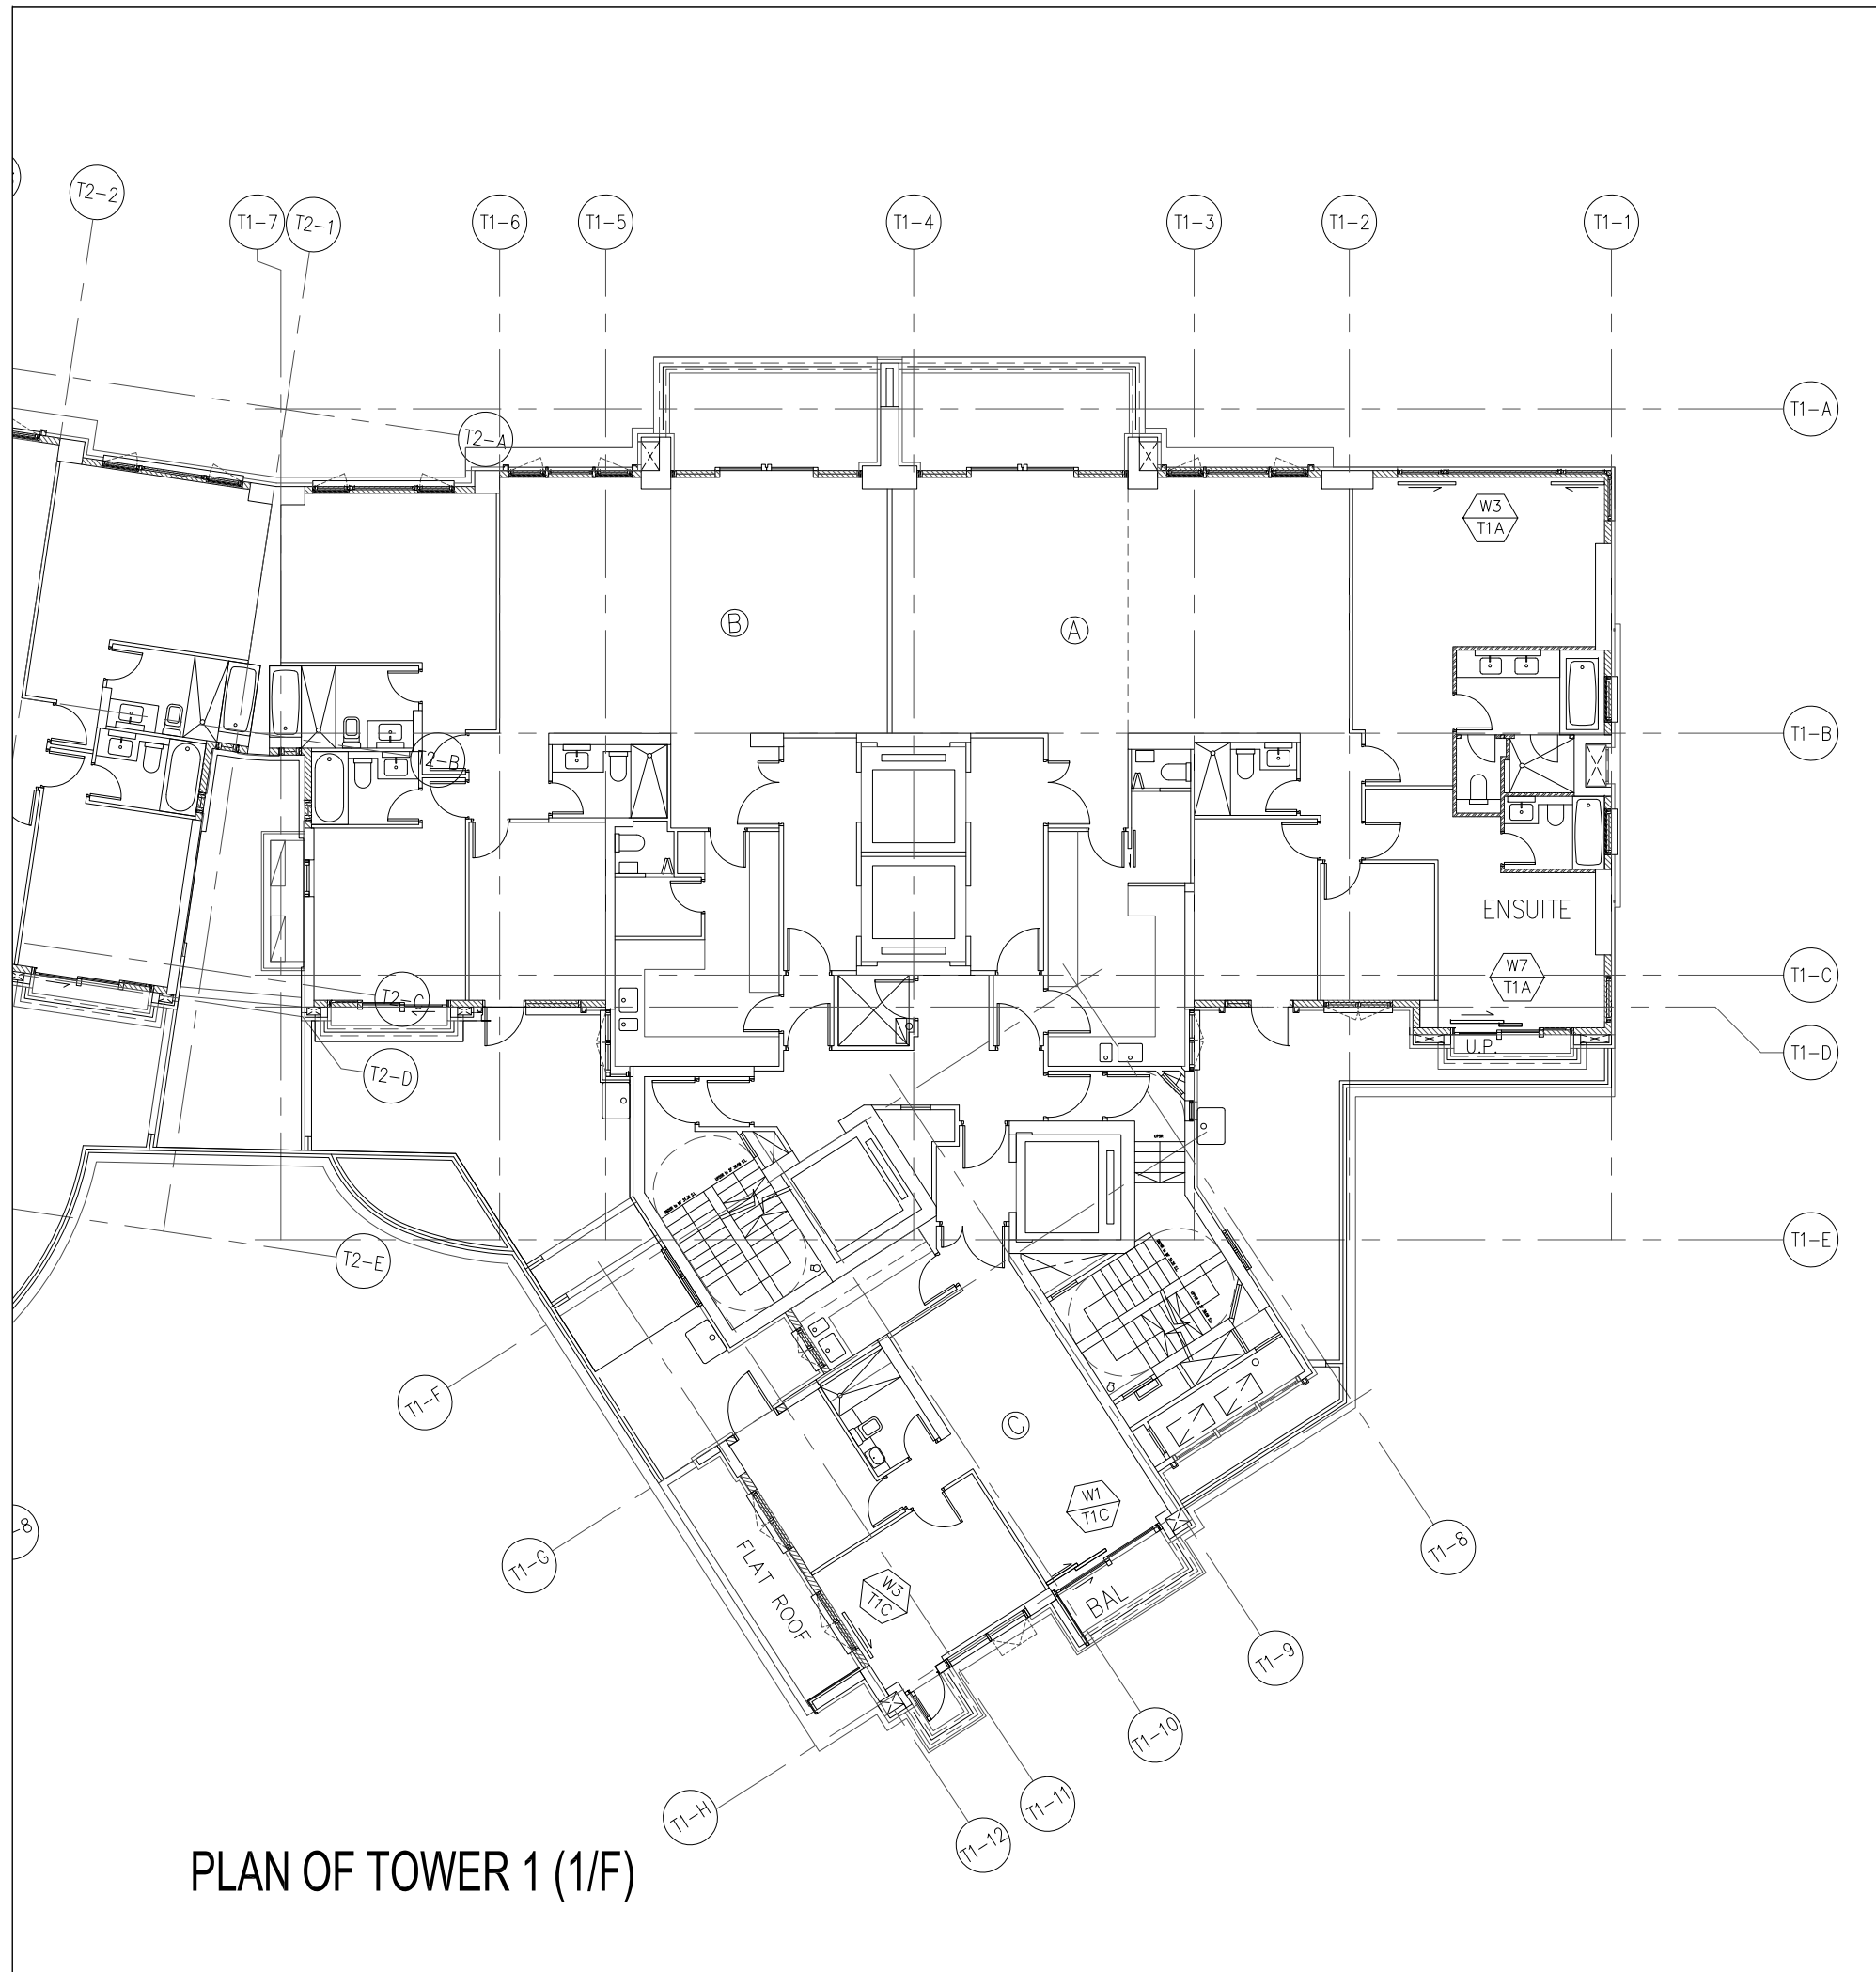 T2-2
T1-7
T2-1
T1-6
T1-5
T1-4
T1-3
T1-2
T1-1
T1-A
T2-A
X
X
W3
T1A
B
A
T1-B
T2-B
ENSUITE
W7
T1A
T1-C
T2-C
T1-D
U.P.
T2-D
T1-E
T2-E
T1-F
C
W1
T1C
T1-8
-8
T1-G
FLAT ROOF
W3
T1C
BAL
T1-9
T1-10
T1-11
T1-H
T1-12
PLAN OF TOWER 1 (1/F)